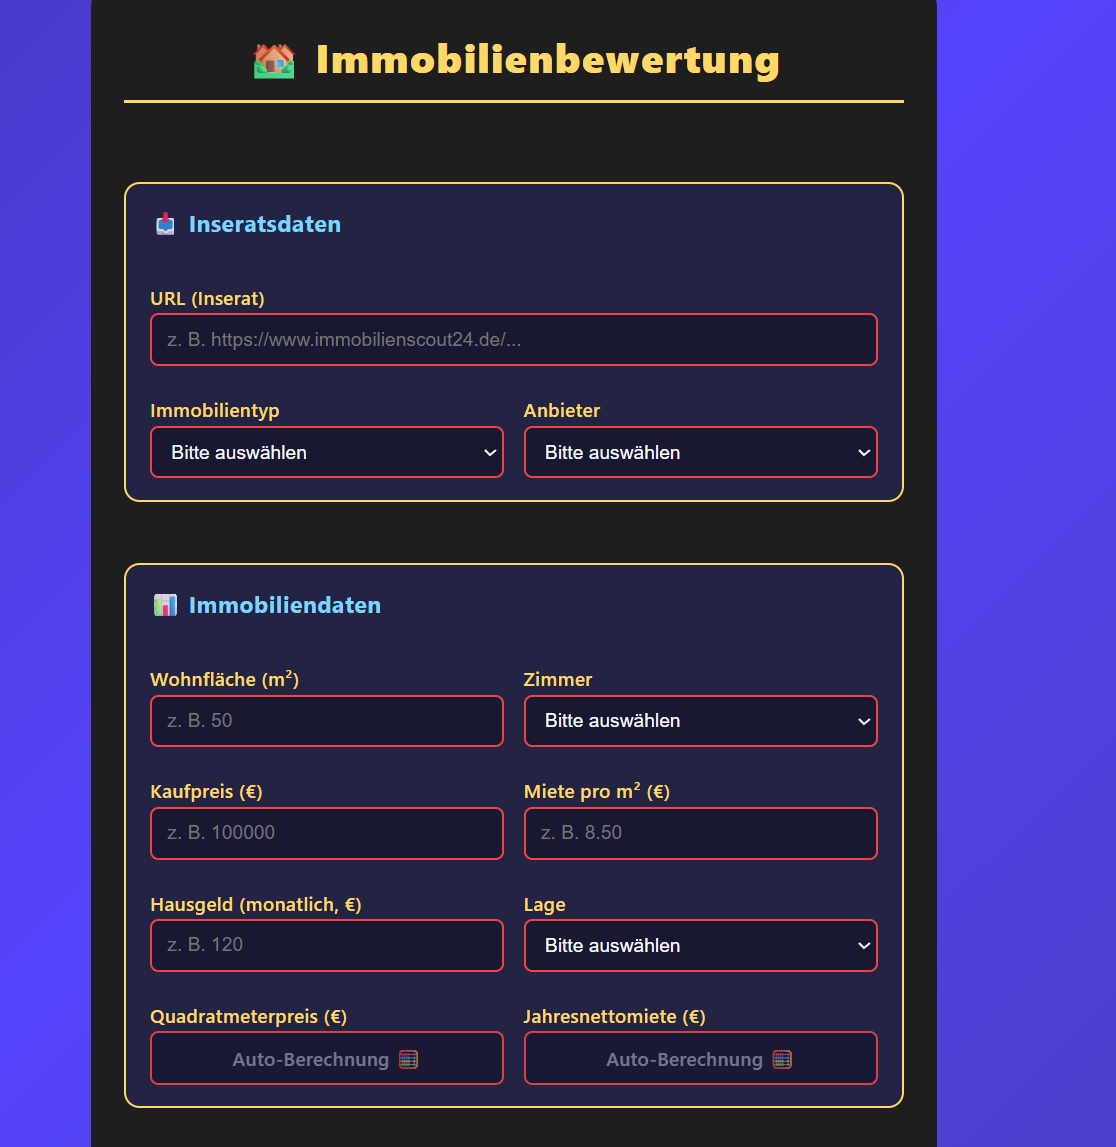 Immobilienbewertung
Inseratsdaten
URL (Inserat)
z. B. https://www.immobilienscout24.de/...
Immobilientyp Anbieter
Bitte auswählen Bitte auswählen
Immobiliendaten
Wohnfläche (m²) Zimmer
z. B. 50 Bitte auswählen
Kaufpreis (€) Miete pro m² (€)
z. B. 100000 z. B. 8.50
Hausgeld (monatlich, €) Lage
z. B. 120 Bitte auswählen
Quadratmeterpreis (€) Jahresnettomiete (€)
Auto-Berechnung Auto-Berechnung